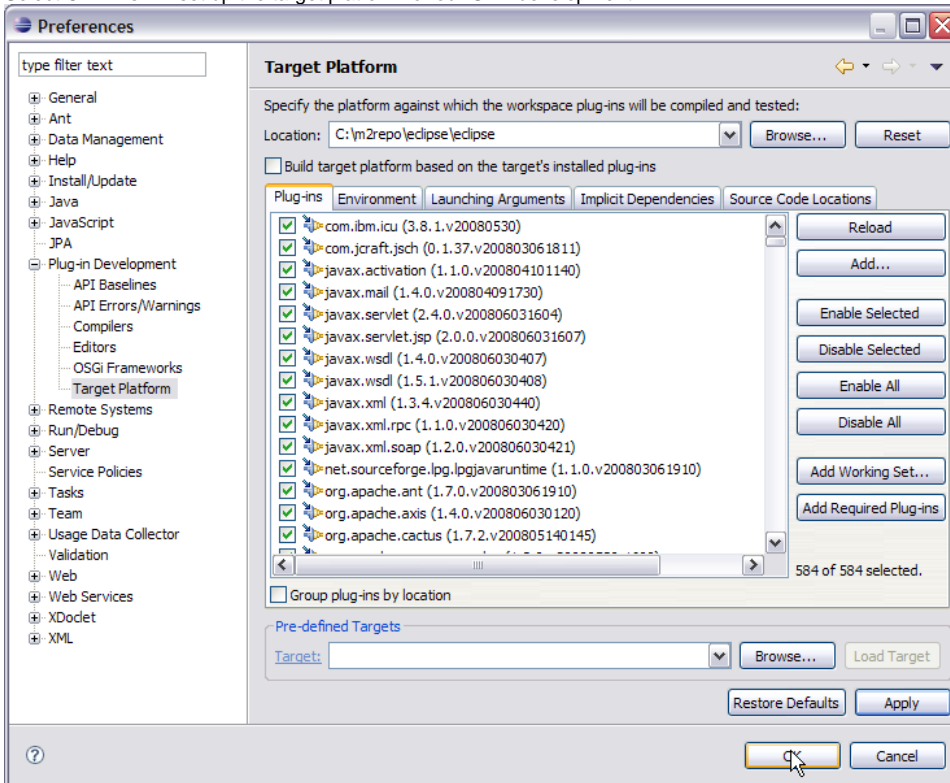 Preferences
type filter text
General
Ant
Data Management
Help
Install/Update
Java
JavaScript
JPA
Plug-in Development
API Baselines
API Errors/Warnings
Compilers
Editors
OSGi Frameworks
Target Platform
Remote Systems
Run/Debug
Server
Service Policies
Tasks
Team
Usage Data Collector
Validation
Web
Web Services
XDoclet
XML
Target Platform
Specify the platform against which the workspace plug-ins will be compiled and tested:
Location: C:\m2repo\eclipse\eclipse Browse... Reset
Build target platform based on the target's installed plug-ins
Plug-ins Environment Launching Arguments Implicit Dependencies Source Code Locations
com.ibm.icu (3.8.1.v20080530)
com.jcraft.jsch (0.1.37.v200803061811)
javax.activation (1.1.0.v200804101140)
javax.mail (1.4.0.v200804091730)
javax.servlet (2.4.0.v200806031604)
javax.servlet.jsp (2.0.0.v200806031607)
javax.wsdl (1.4.0.v200806030407)
javax.wsdl (1.5.1.v200806030408)
javax.xml (1.3.4.v200806030440)
javax.xml.rpc (1.1.0.v200806030420)
javax.xml.soap (1.2.0.v200806030421)
net.sourceforge.lpg.lpgjavaruntime (1.1.0.v200803061910)
org.apache.ant (1.7.0.v200803061910)
org.apache.axis (1.4.0.v200806030120)
org.apache.cactus (1.7.2.v200805140145)
Reload
Add...
Enable Selected
Disable Selected
Enable All
Disable All
Add Working Set...
Add Required Plug-ins
584 of 584 selected.
Group plug-ins by location
Pre-defined Targets
Target: Browse... Load Target
Restore Defaults Apply
OK Cancel